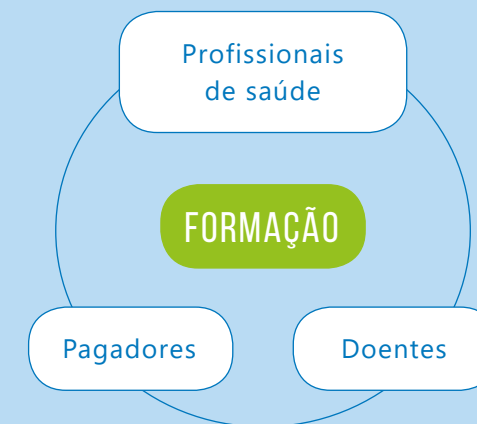 Profissionais
de saúde
FORMAÇÃO
Pagadores
Doentes